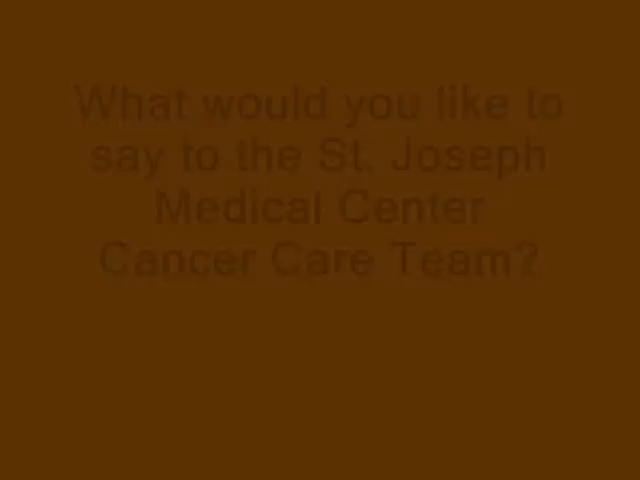 What would you like to
say to the St. Joseph
Medical Center
Cancer Care Team?